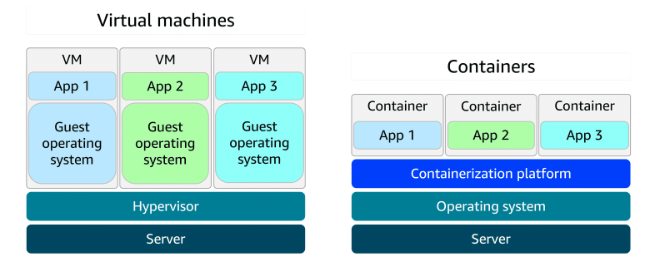 Virtual machines
VM
VM
VM
App 1
App 2
App 3
Guest
operating
system
Guest
operating
system
Guest
operating
system
Hypervisor
Server
Containers
Container
Container
Container
App 1
App 2
App 3
Containerization platform
Operating system
Server